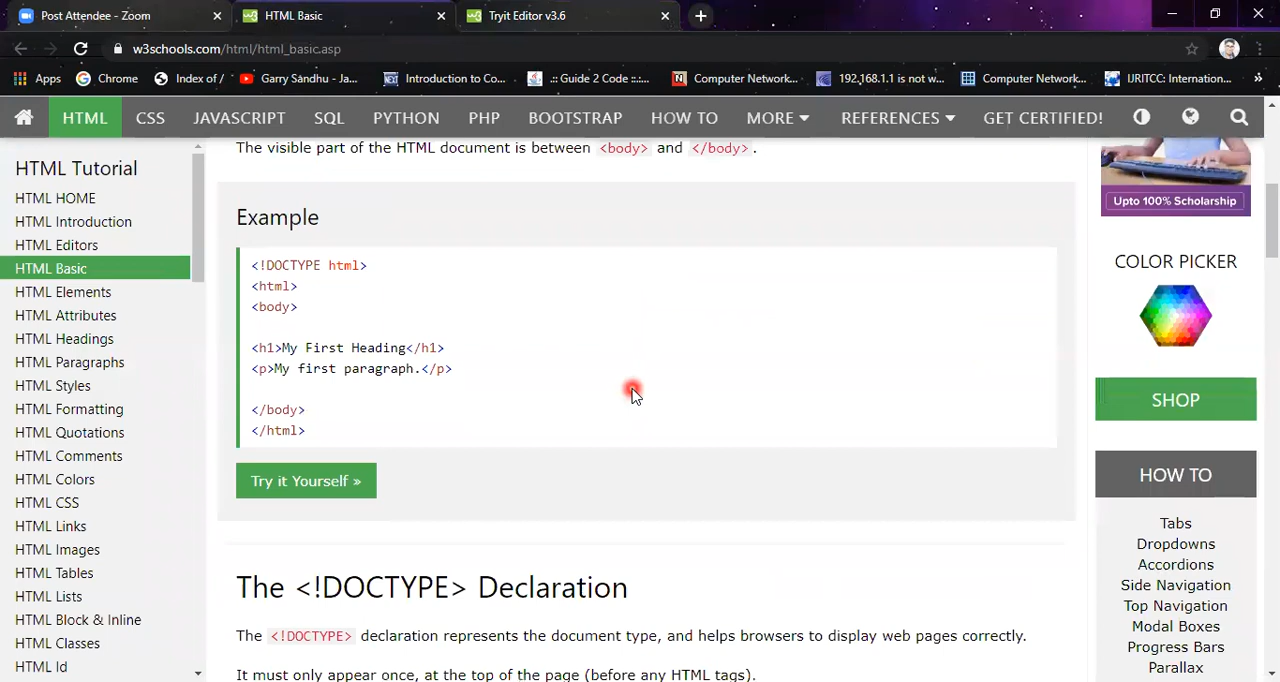 Post Attendee - Zoom
HTML Basic
Tryit Editor v3.6
w3schools.com/html/html_basic.asp
Apps
Chrome
Index of /
Garry Sandhu - Ja...
Introduction to Co...
.:: Guide 2 Code ::....
Computer Network...
192.168.1.1 is not w...
Computer Network...
IJRITCC: Internation...
HTML
CSS
JAVASCRIPT
SQL
PYTHON
PHP
BOOTSTRAP
HOW TO
MORE
REFERENCES
GET CERTIFIED!
HTML Tutorial
HTML HOME
HTML Introduction
HTML Editors
HTML Basic
HTML Elements
HTML Attributes
HTML Headings
HTML Paragraphs
HTML Styles
HTML Formatting
HTML Quotations
HTML Comments
HTML Colors
HTML CSS
HTML Links
HTML Images
HTML Tables
HTML Lists
HTML Block & Inline
HTML Classes
HTML Id
The visible part of the HTML document is between <body> and </body>.
Example
<!DOCTYPE html>
<html>
<body>
<h1>My First Heading</h1>
<p>My first paragraph.</p>
</body>
</html>
Try it Yourself »
The <!DOCTYPE> Declaration
The <!DOCTYPE> declaration represents the document type, and helps browsers to display web pages correctly.
It must only appear once, at the top of the page (before any HTML tags).
Upto 100% Scholarship
COLOR PICKER
SHOP
HOW TO
Tabs
Dropdowns
Accordions
Side Navigation
Top Navigation
Modal Boxes
Progress Bars
Parallax